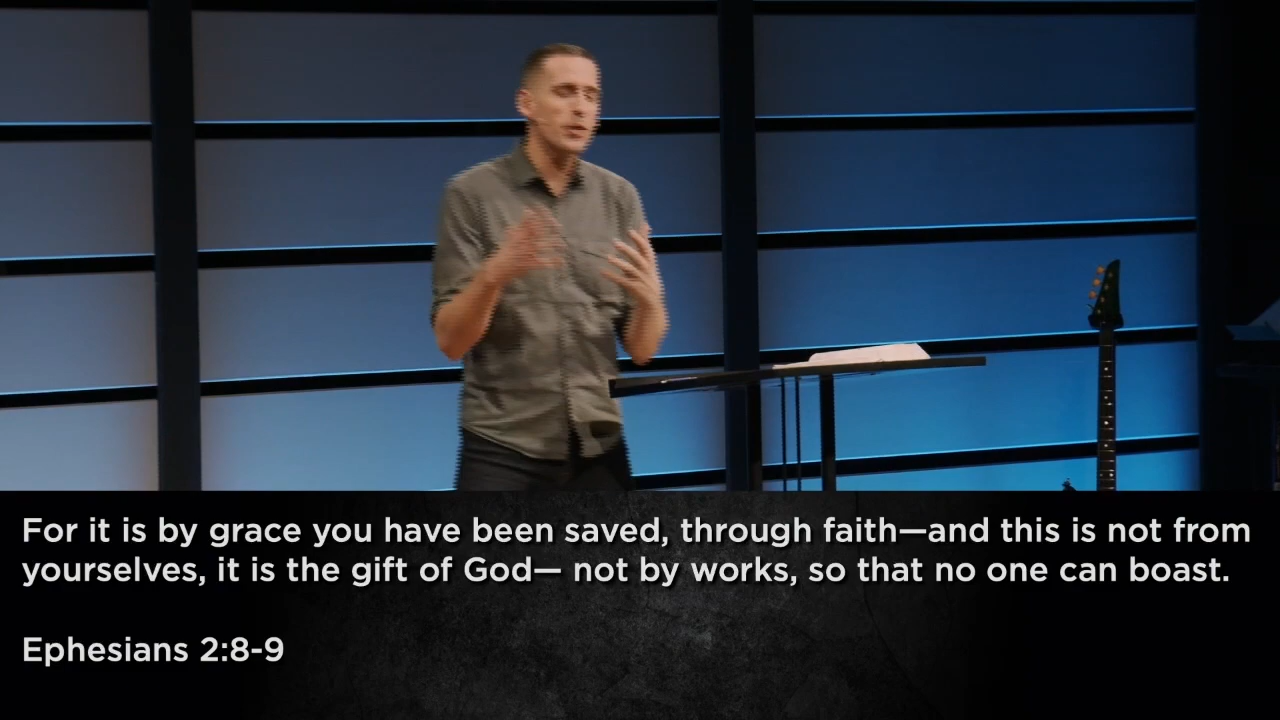 For it is by grace you have been saved, through faith—and this is not from
yourselves, it is the gift of God— not by works, so that no one can boast.
Ephesians 2:8-9